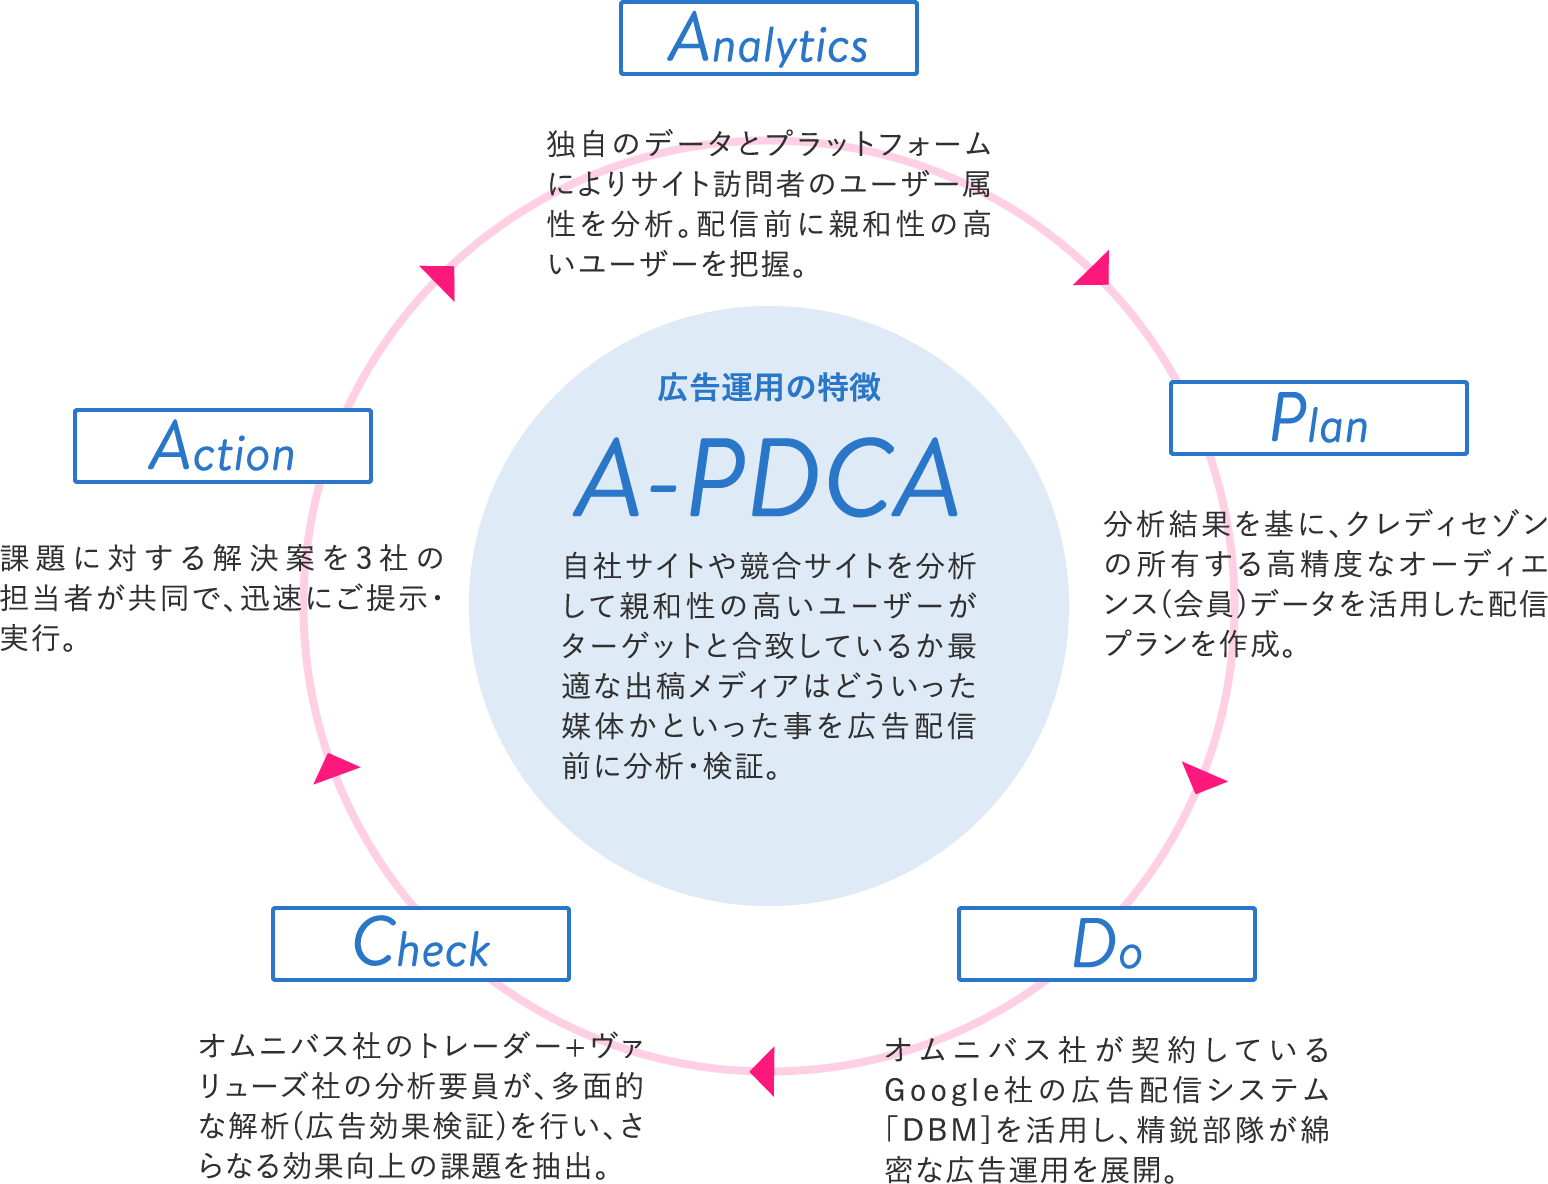 Analytics
独自のデータとプラットフォーム
によりサイト訪問者のユーザー属
性を分析。配信前に親和性の高
いユーザーを把握。
広告運用の特徴
A-PDCA
自社サイトや競合サイトを分析
して親和性の高いユーザーが
ターゲットと合致しているか最
適な出稿メディアはどういった
媒体かといった事を広告配信
前に分析・検証。
Plan
分析結果を基に、クレディセゾン
の所有する高精度なオーディエ
ンス(会員)データを活用した配信
プランを作成。
Do
オムニバス社が契約している
Google社の広告配信システム
「DBM]を活用し、精鋭部隊が綿
密な広告運用を展開。
Check
オムニバス社のトレーダー+ヴァ
リューズ社の分析要員が、多面的
な解析(広告効果検証)を行い、さ
らなる効果向上の課題を抽出。
Action
課題に対する解決案を3社の
担当者が共同で、迅速にご提示・
実行。